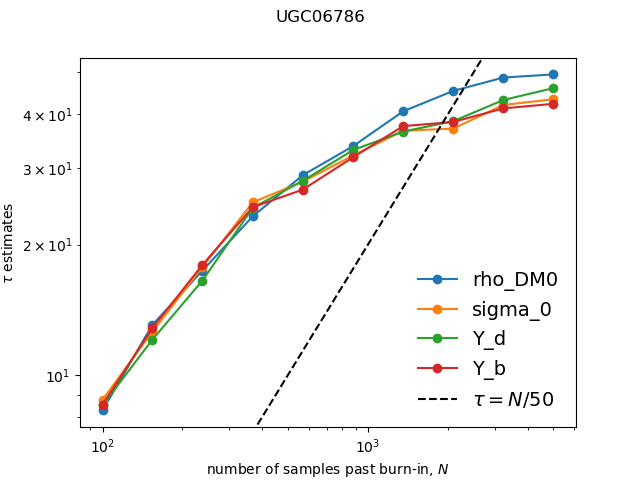 UGC06786
τ estimates
4 × 10¹
3 × 10¹
2 × 10¹
10¹
10²
10³
number of samples past burn-in, N
rho_DM0
sigma_0
Y_d
Y_b
τ = N/50